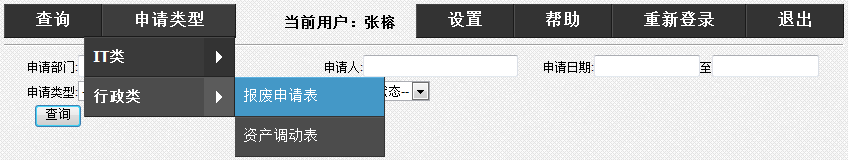 查询 申请类型 当前用户：张榕 设置 帮助 重新登录 退出
IT类
申请部门: 申请人: 申请日期: 至
行政类 报废申请表
申请类型: 状态--
查询
资产调动表